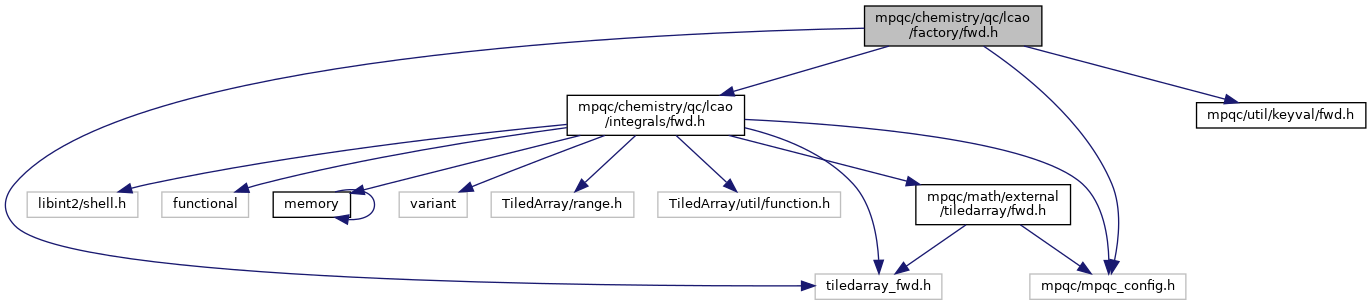 mpqc/chemistry/qc/lcao
/factory/fwd.h
mpqc/chemistry/qc/lcao
/integrals/fwd.h
mpqc/util/keyval/fwd.h
libint2/shell.h
functional
memory
variant
TiledArray/range.h
TiledArray/util/function.h
mpqc/math/external
/tiledarray/fwd.h
tiledarray_fwd.h
mpqc/mpqc_config.h